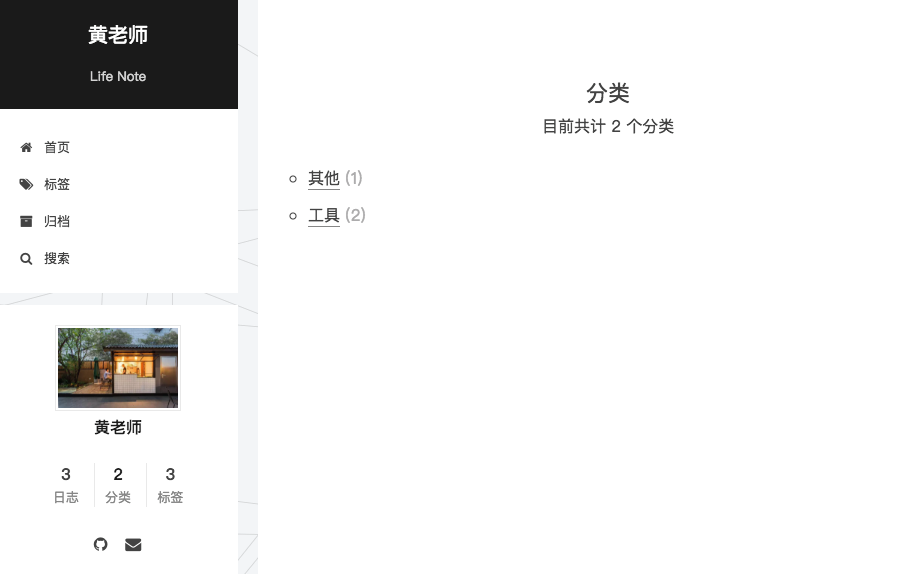 黄老师
Life Note
首页
标签
归档
搜索
黄老师
3 2 3
日志 分类 标签
分类
目前共计 2 个分类
其他 (1)
工具 (2)